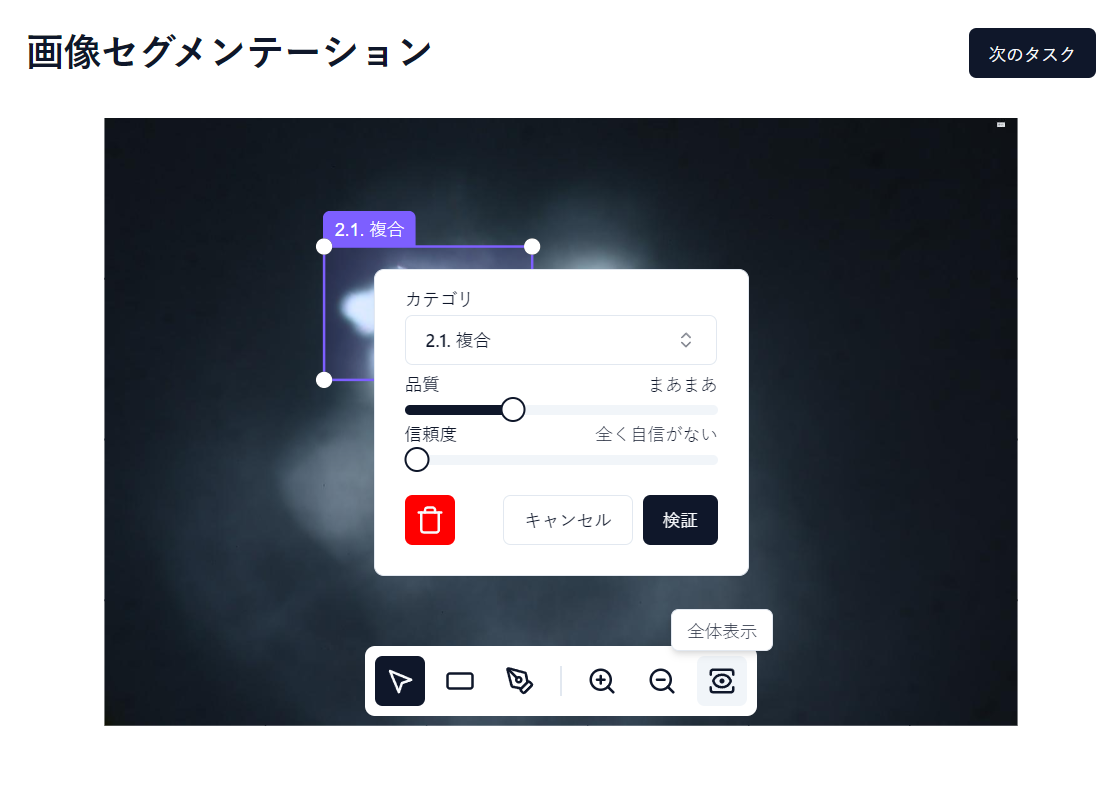 画像セグメンテーション
次のタスク
2.1. 複合
カテゴリ
2.1. 複合
品質
まあまあ
信頼度
全く自信がない
キャンセル
検証
全体表示